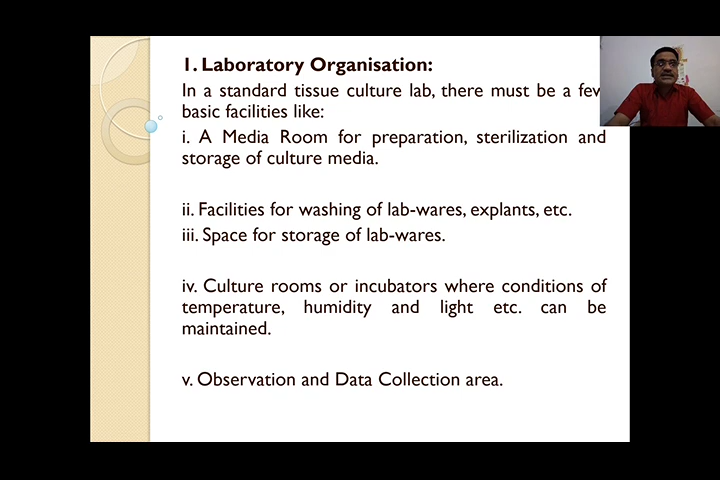 1. Laboratory Organisation:
In a standard tissue culture lab, there must be a few
basic facilities like:
i. A Media Room for preparation, sterilization and
storage of culture media.
ii. Facilities for washing of lab-wares, explants, etc.
iii. Space for storage of lab-wares.
iv. Culture rooms or incubators where conditions of
temperature, humidity and light etc. can be
maintained.
v. Observation and Data Collection area.